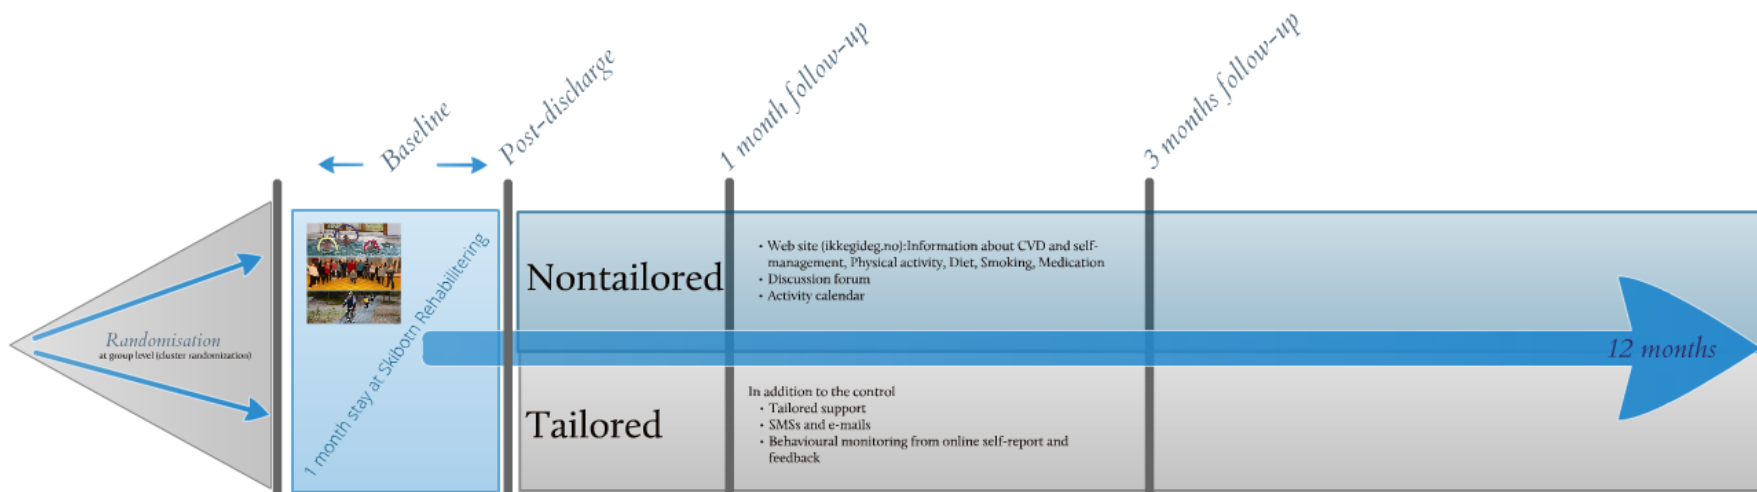 Baseline
Post-discharge
1 month follow-up
3 months follow-up
Randomisation
at group level (cluster randomization)
1 month stay at Skibotn Rehabilitering
Nontailored
• Web site (ikkegideg.no):Information about CVD and self-
management, Physical activity, Diet, Smoking, Medication
• Discussion forum
• Activity calendar
12 months
Tailored
In addition to the control
• Tailored support
• SMSs and e-mails
• Behavioural monitoring from online self-report and
feedback